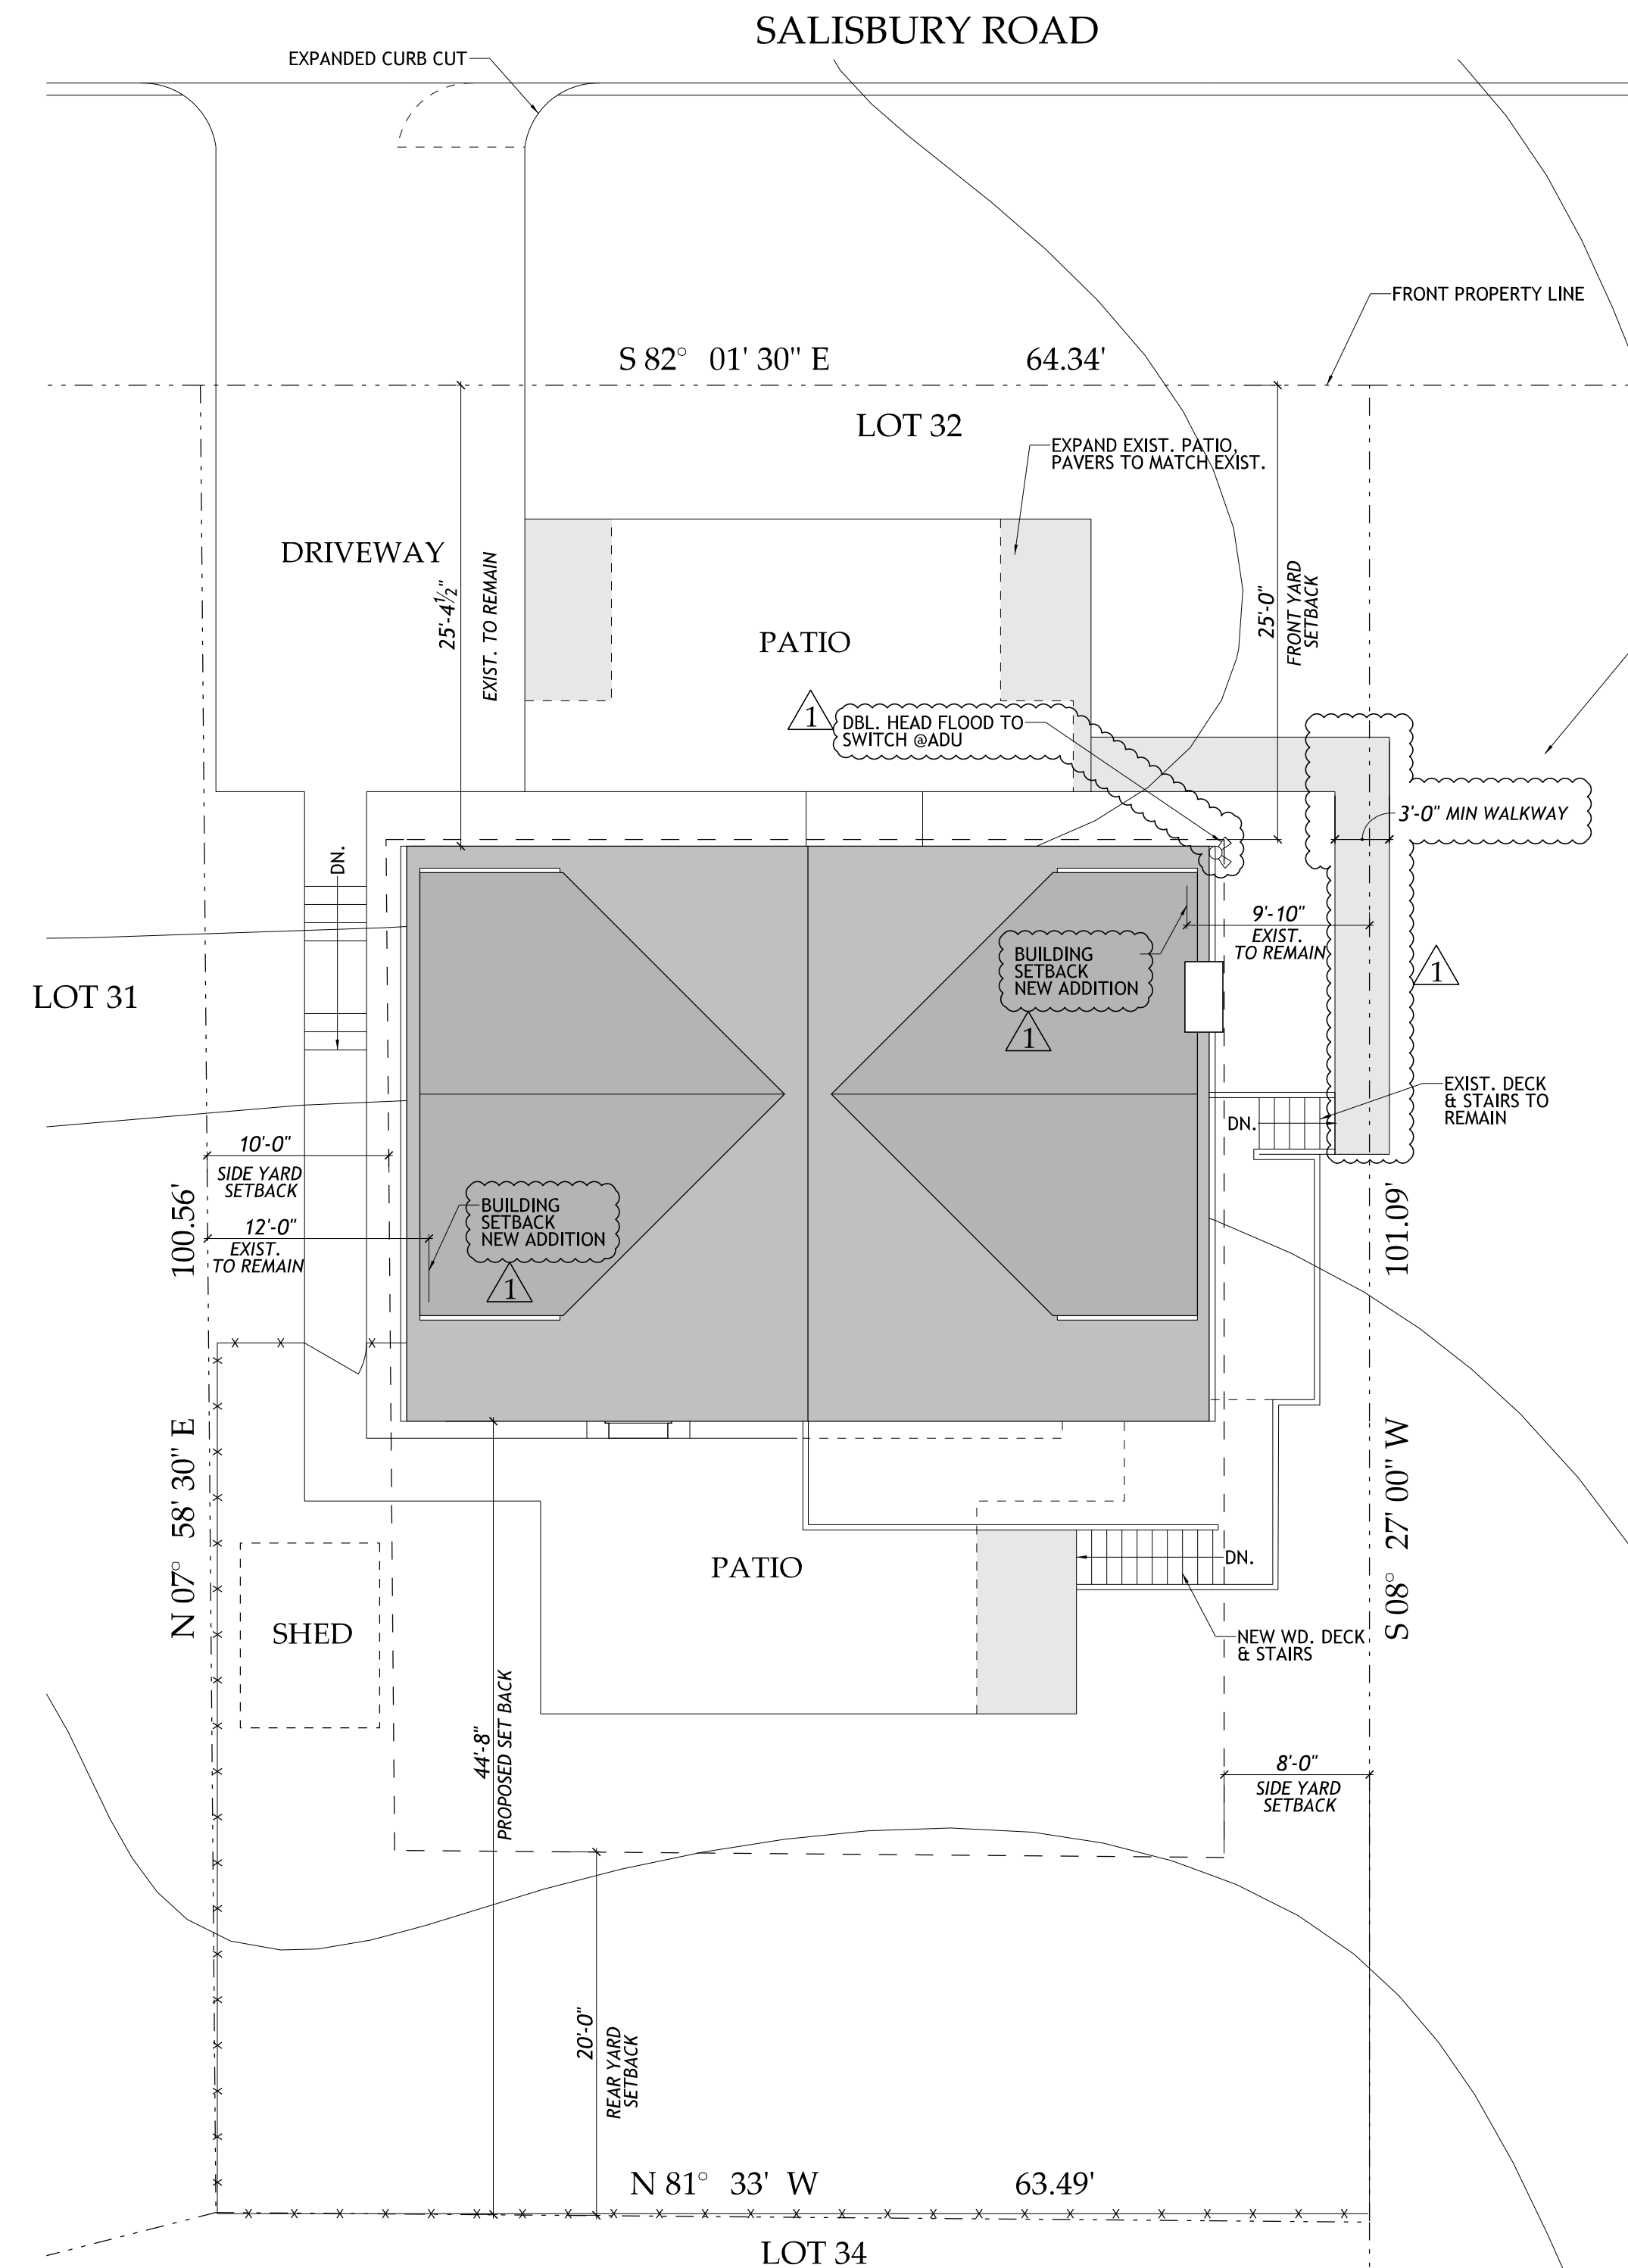 SALISBURY ROAD
EXPANDED CURB CUT
FRONT PROPERTY LINE
S 82° 01' 30" E 64.34'
LOT 32
EXPAND EXIST. PATIO,
PAVERS TO MATCH EXIST.
DRIVEWAY
25'-4½"
EXIST. TO REMAIN
PATIO
25'-0"
FRONT YARD
SETBACK
1
DBL. HEAD FLOOD TO
SWITCH @ADU
3'-0" MIN WALKWAY
DN.
9'-10"
EXIST.
TO REMAIN
BUILDING
SETBACK
NEW ADDITION
1
1
LOT 31
EXIST. DECK
& STAIRS TO
REMAIN
DN.
10'-0"
SIDE YARD
SETBACK
100.56'
12'-0"
EXIST.
TO REMAIN
BUILDING
SETBACK
NEW ADDITION
1
101.09'
N 07° 58' 30" E
S 08° 27' 00" W
PATIO
DN.
SHED
NEW WD. DECK
& STAIRS
44'-8"
PROPOSED SET BACK
8'-0"
SIDE YARD
SETBACK
20'-0"
REAR YARD
SETBACK
N 81° 33' W 63.49'
LOT 34